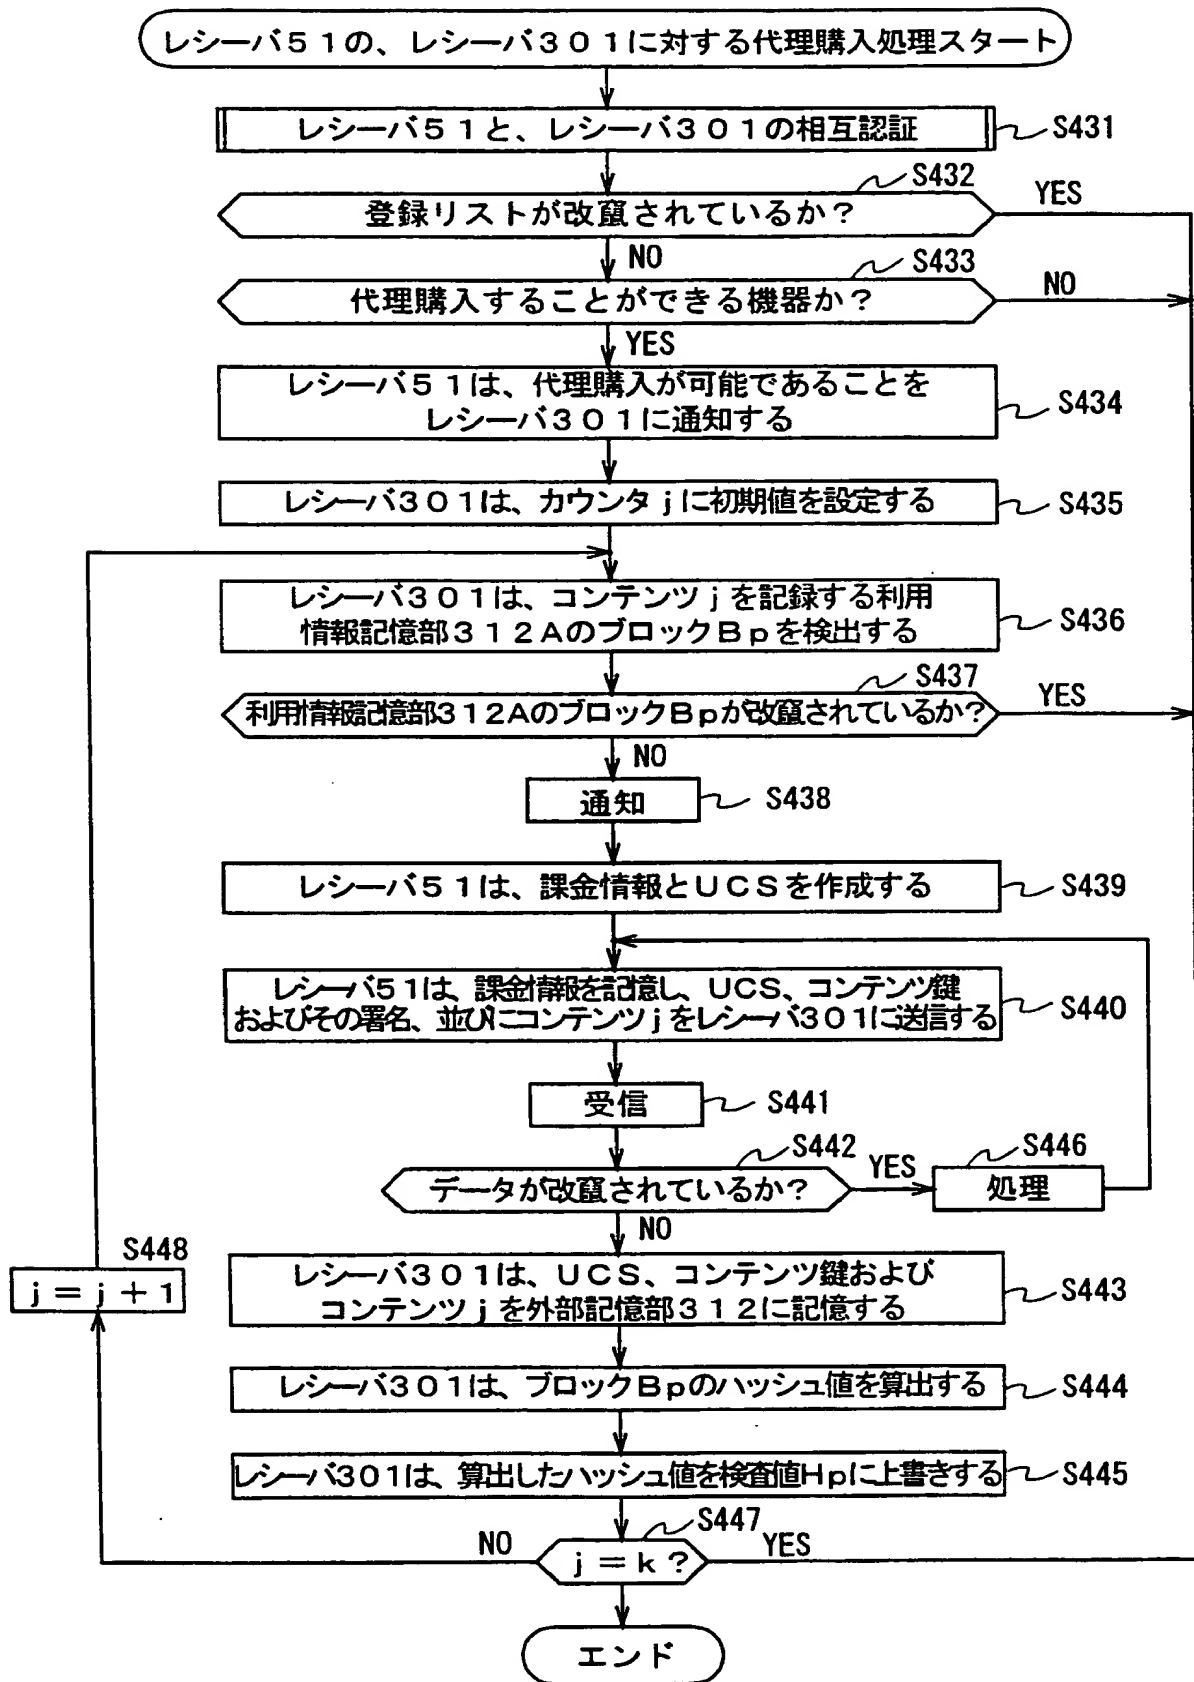 レシーバ51の、レシーバ301に対する代理購入処理スタート
レシーバ51と、レシーバ301の相互認証
S431
S432
登録リストが改竄されているか?
YES
NO
S433
代理購入することができる機器か?
NO
YES
レシーバ51は、代理購入が可能であることを
レシーバ301に通知する
S434
レシーバ301は、カウンタjに初期値を設定する
S435
レシーバ301は、コンテンツjを記録する利用
情報記憶部312AのブロックBpを検出する
S436
S437
利用情報記憶部312AのブロックBpが改竄されているか?
YES
NO
通知
S438
レシーバ51は、課金情報とUCSを作成する
S439
レシーバ51は、課金情報を記憶し、UCS、コンテンツ鍵
およびその署名、並びにコンテンツjをレシーバ301に送信する
S440
受信
S441
S442
データが改竄されているか?
YES
S446
処理
NO
S448
j=j+1
レシーバ301は、UCS、コンテンツ鍵および
コンテンツjを外部記憶部312に記憶する
S443
レシーバ301は、ブロックBpのハッシュ値を算出する
S444
レシーバ301は、算出したハッシュ値を検査値Hpに上書きする
S445
S447
NO
j=k?
YES
エンド